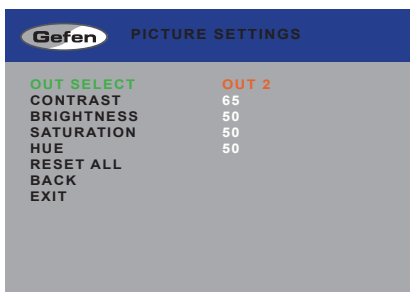 Gefen PICTURE SETTINGS
OUT SELECT OUT 2
CONTRAST 65
BRIGHTNESS 50
SATURATION 50
HUE 50
RESET ALL
BACK
EXIT